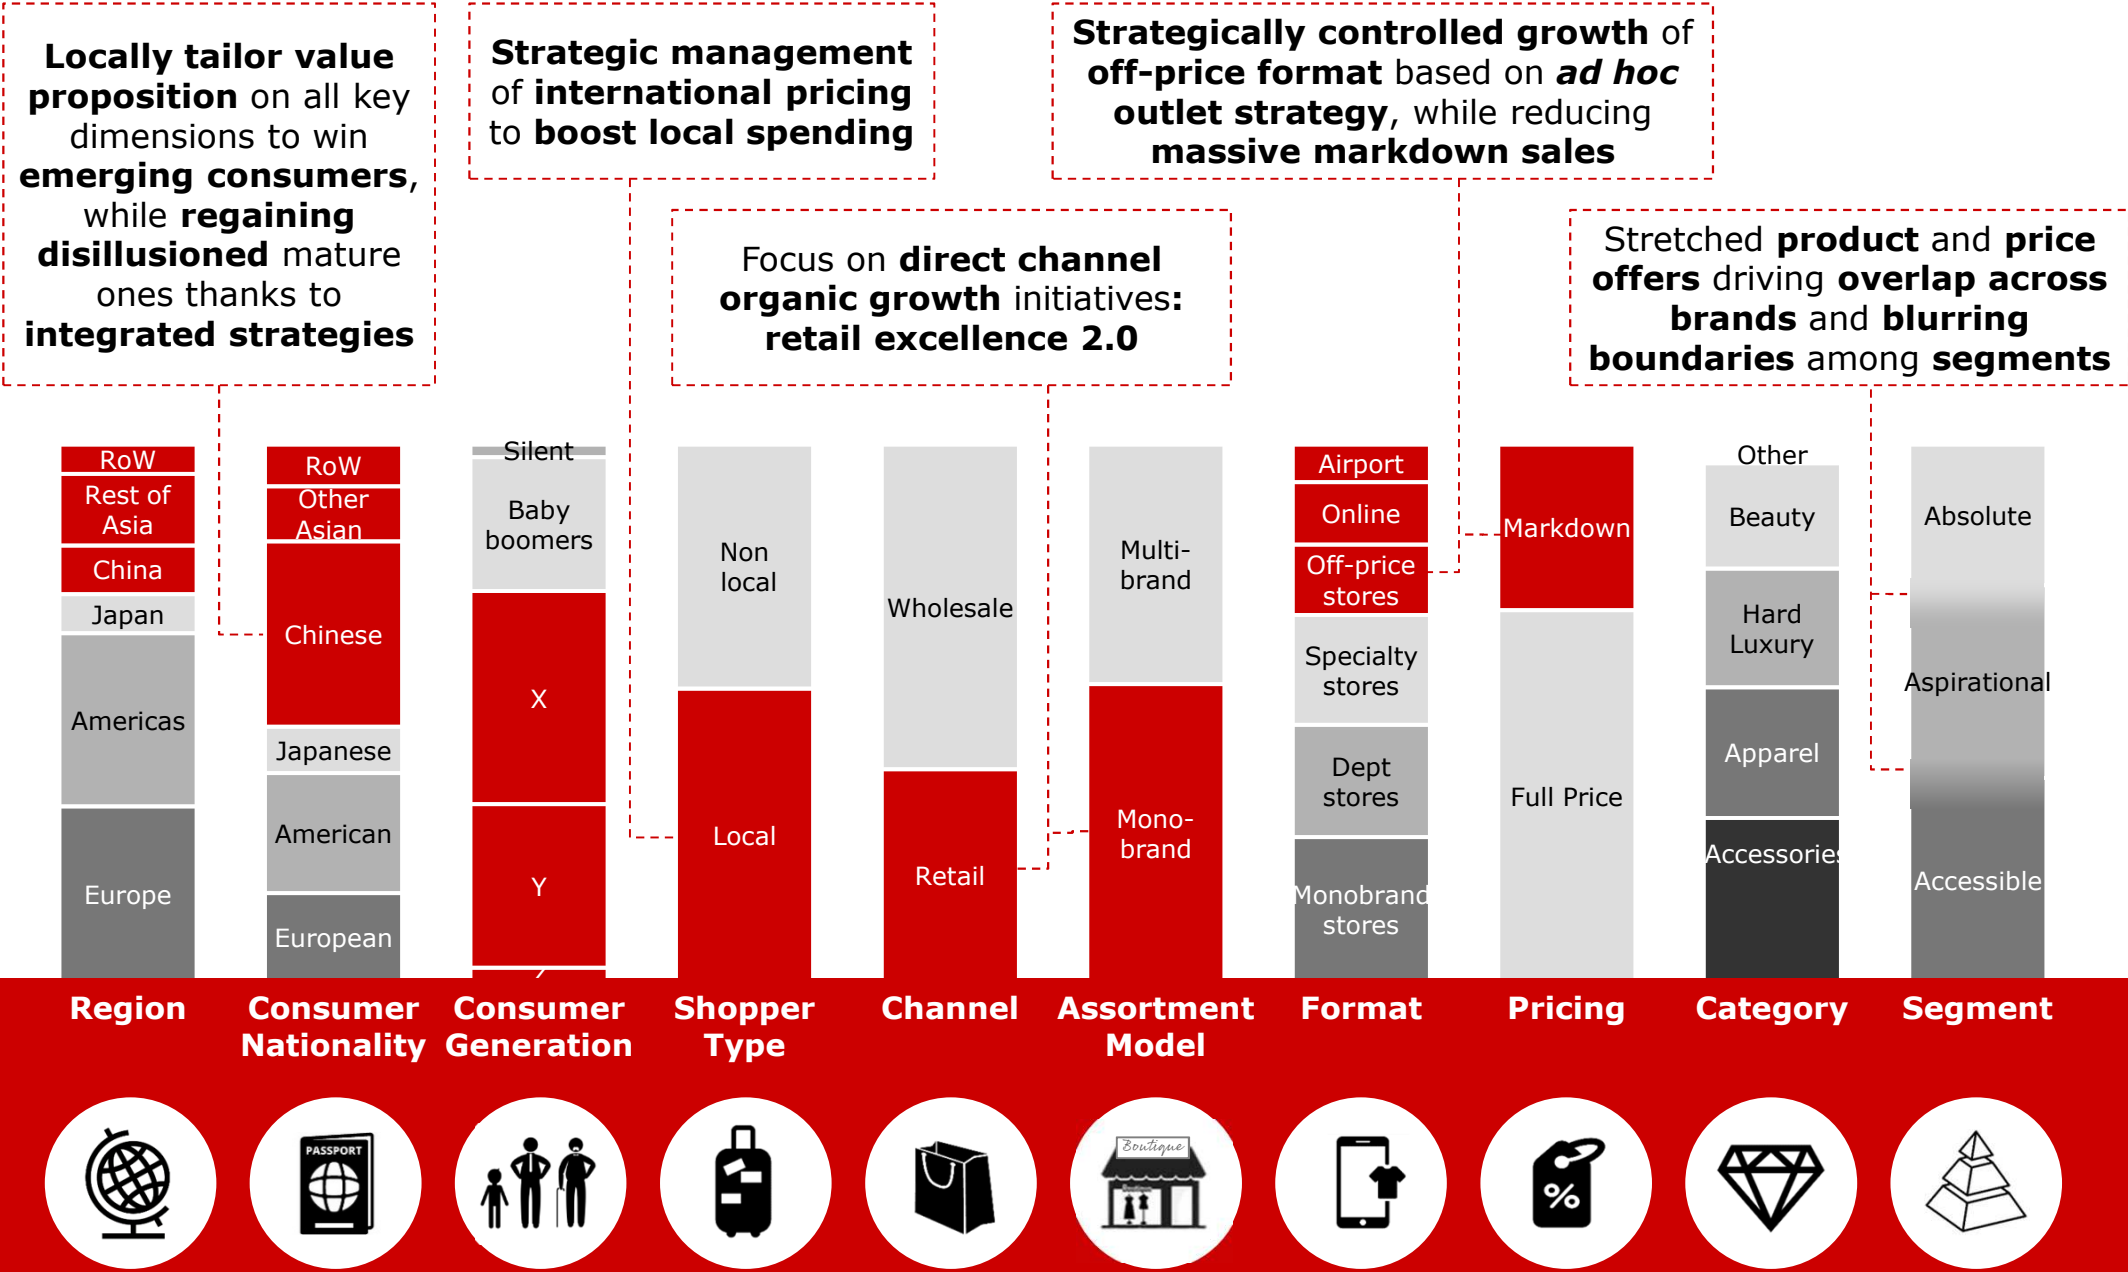 Locally tailor value
proposition on all key
dimensions to win
emerging consumers,
while regaining
disillusioned mature
ones thanks to
integrated strategies
Strategic management
of international pricing
to boost local spending
Strategically controlled growth of
off-price format based on ad hoc
outlet strategy, while reducing
massive markdown sales
Focus on direct channel
organic growth initiatives:
retail excellence 2.0
Stretched product and price
offers driving overlap across
brands and blurring
boundaries among segments
RoW
Rest of
Asia
China
Japan
Americas
Europe
RoW
Other
Asian
Chinese
Japanese
American
European
Silent
Baby
boomers
X
Y
Non
local
Local
Wholesale
Retail
Multi-
brand
Mono-
brand
Airport
Online
Off-price
stores
Specialty
stores
Dept
stores
Monobrand
stores
Markdown
Full Price
Other
Beauty
Hard
Luxury
Apparel
Accessories
Absolute
Aspirational
Accessible
Region
Consumer
Nationality
Consumer
Generation
Shopper
Type
Channel
Assortment
Model
Format
Pricing
Category
Segment
PASSPORT
Boutique
%